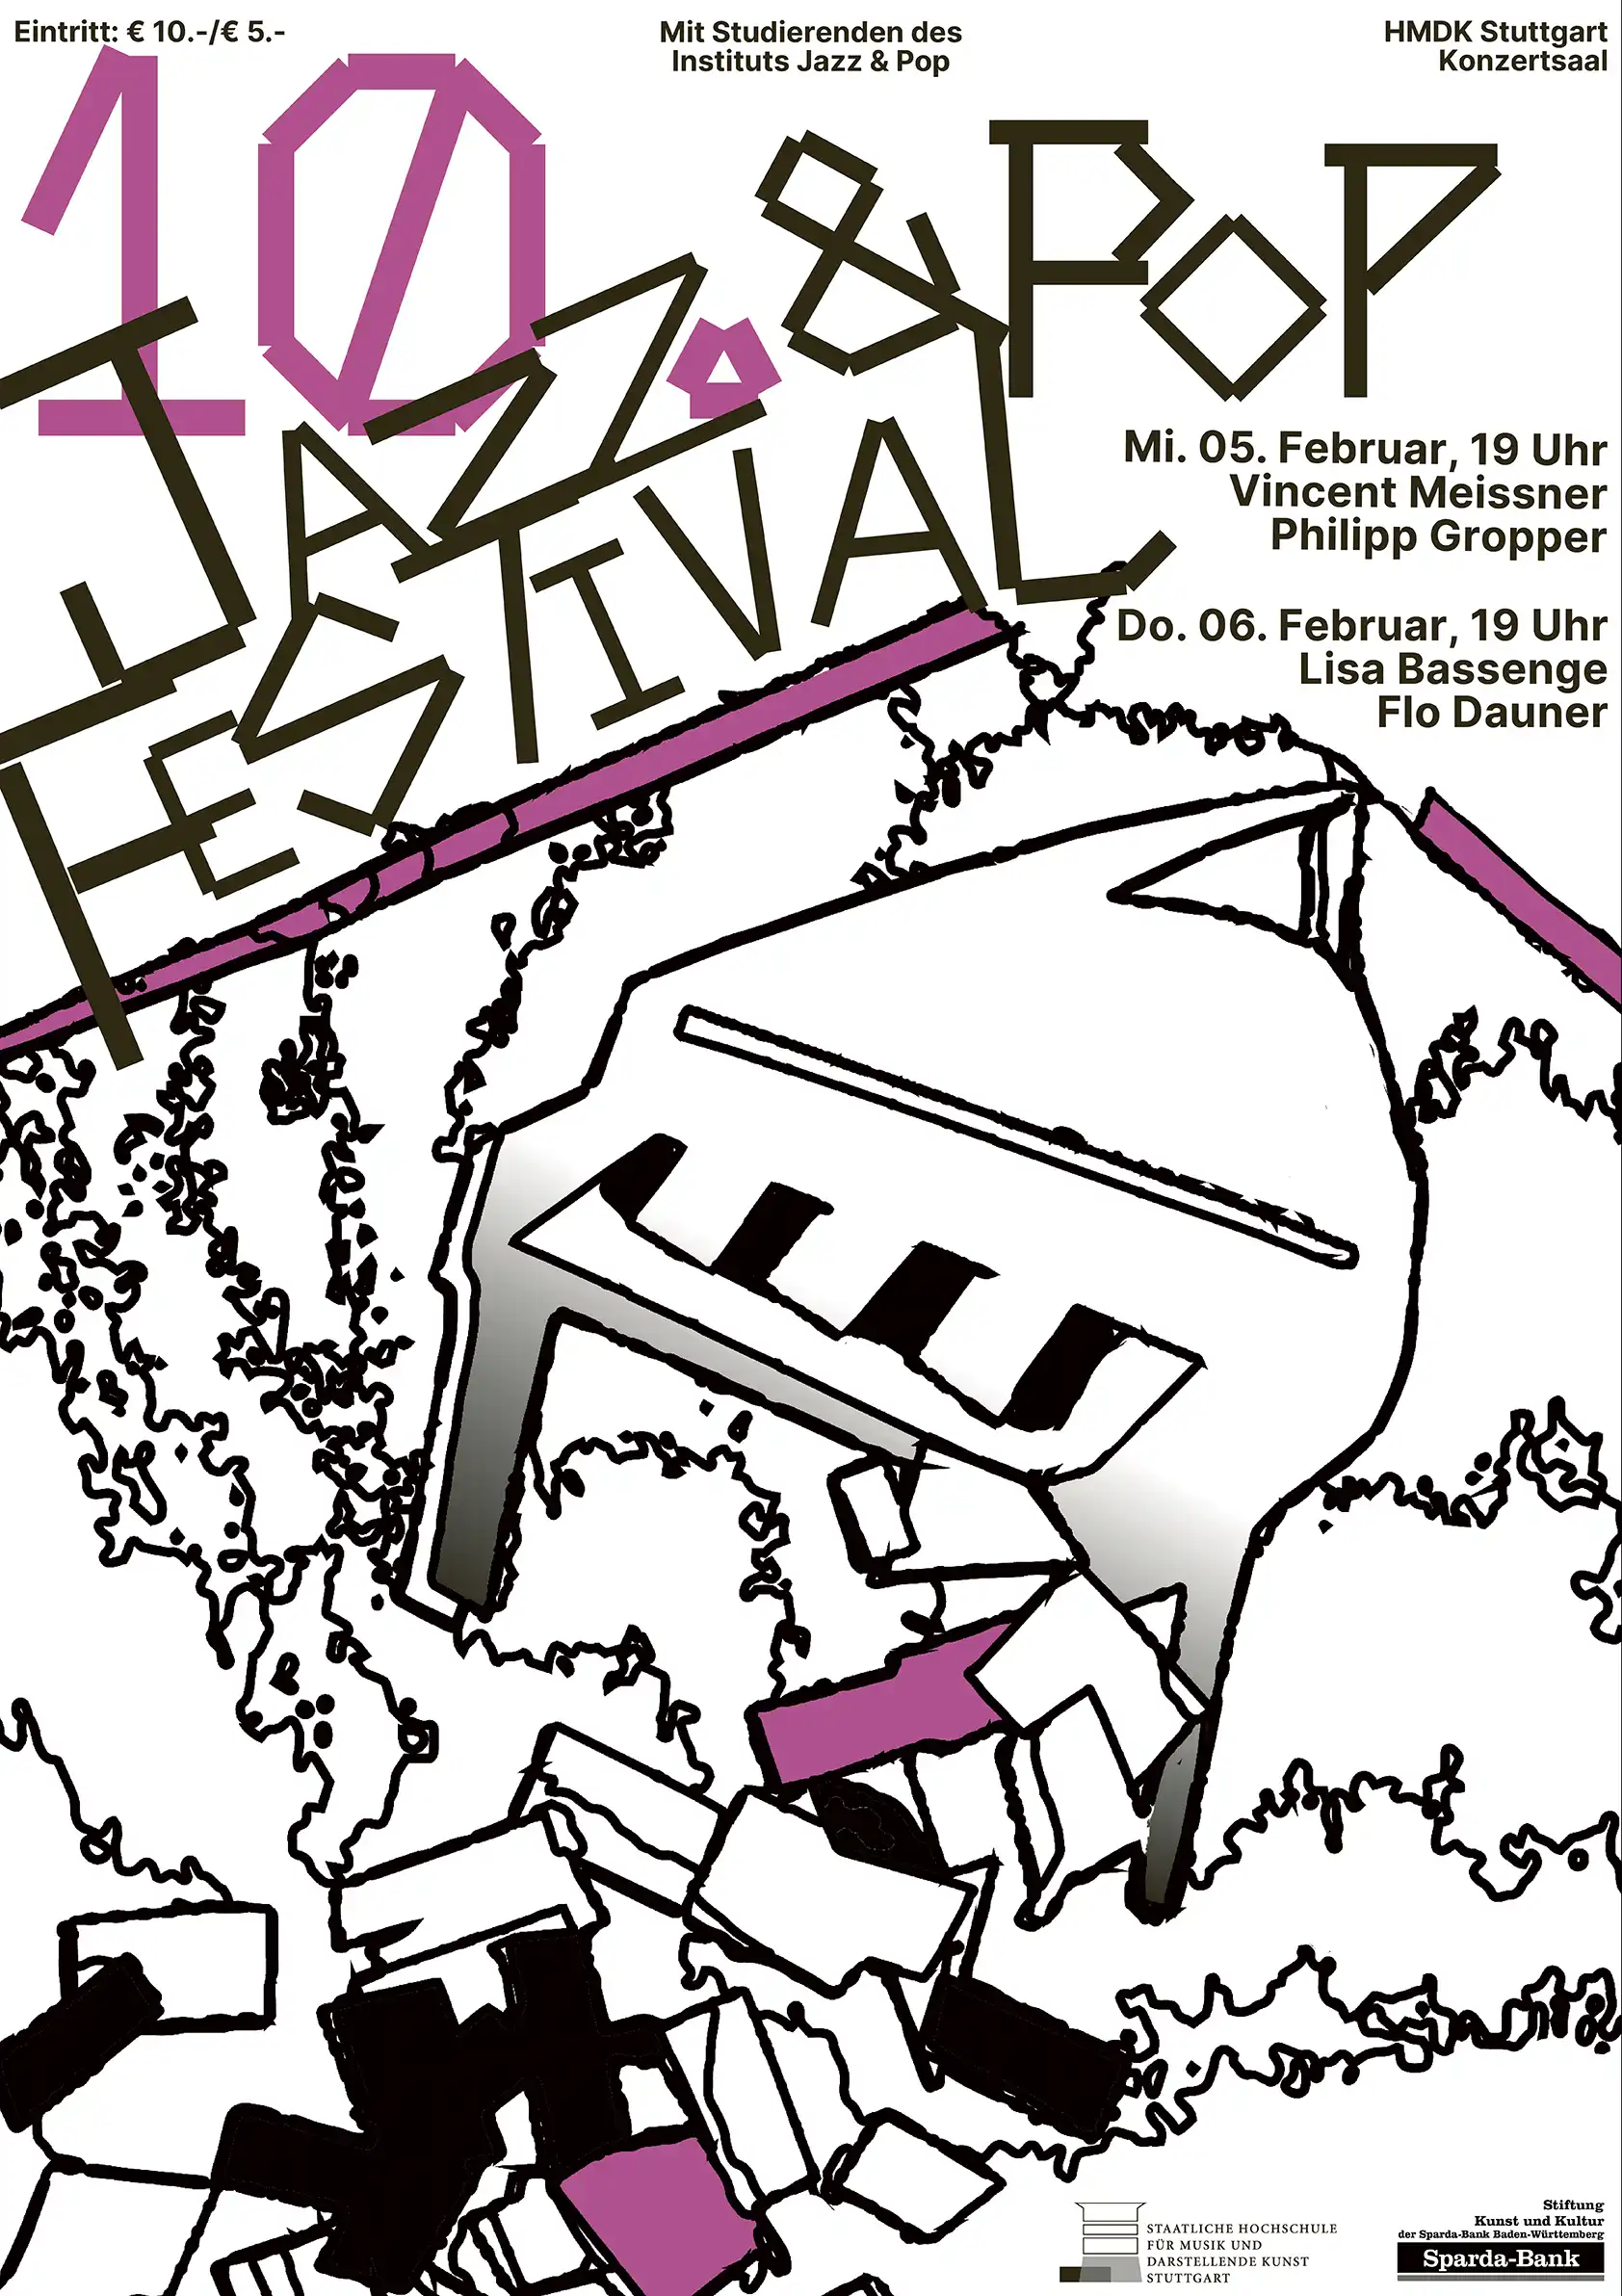 Eintritt: € 10.-/€ 5.-
Mit Studierenden des
Instituts Jazz & Pop
HMDK Stuttgart
Konzertsaal
10.
JAZZ & POP
FESTIVAL
Mi. 05. Februar, 19 Uhr
Vincent Meissner
Philipp Gropper
Do. 06. Februar, 19 Uhr
Lisa Bassenge
Flo Dauner
STAATLICHE HOCHSCHULE
FÜR MUSIK UND
DARSTELLENDE KUNST
STUTTGART
Stiftung
Kunst und Kultur
der Sparda-Bank Baden-Württemberg
Sparda-Bank